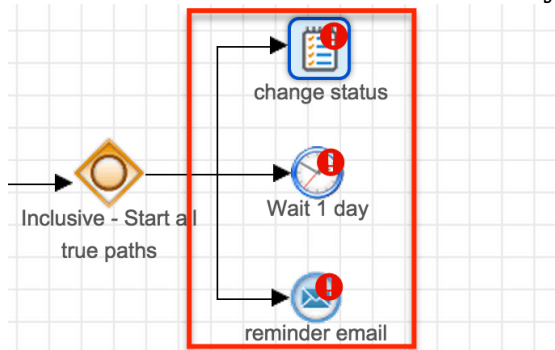 change status
Wait 1 day
Inclusive - Start all
true paths
reminder email